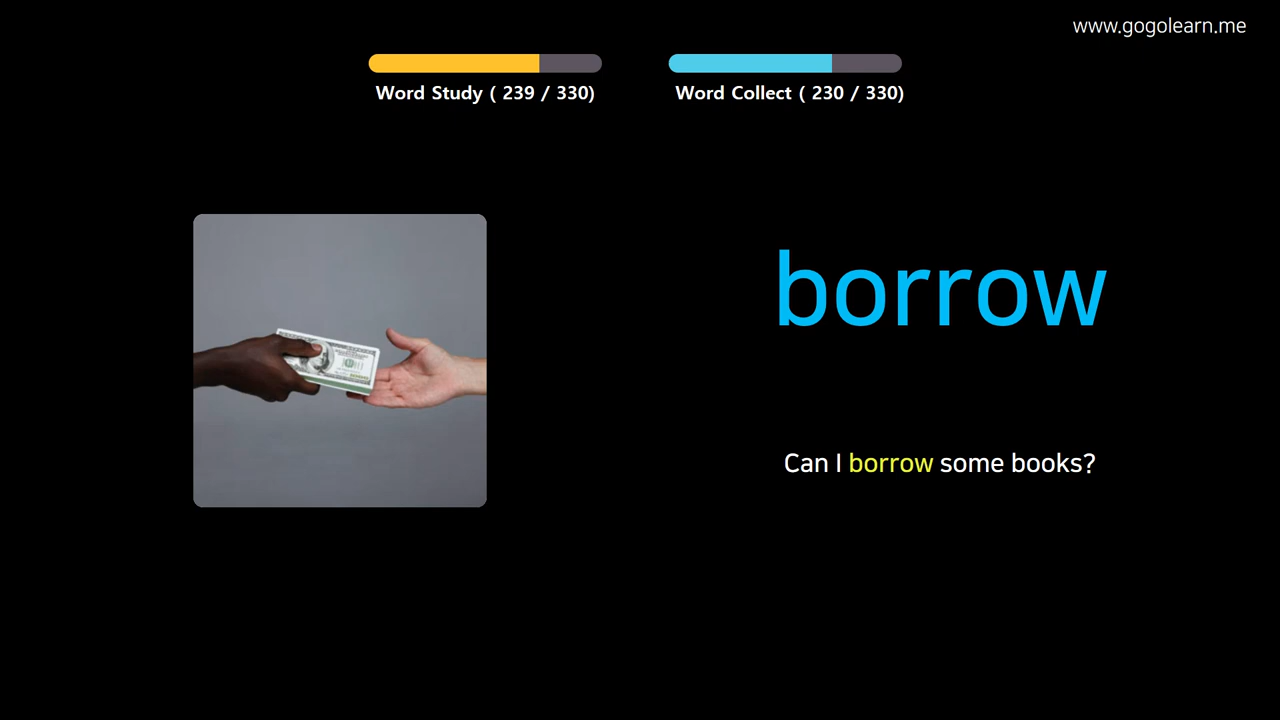 www.gogolearn.me
Word Study ( 239 / 330)
Word Collect ( 230 / 330)
borrow
Can I borrow some books?